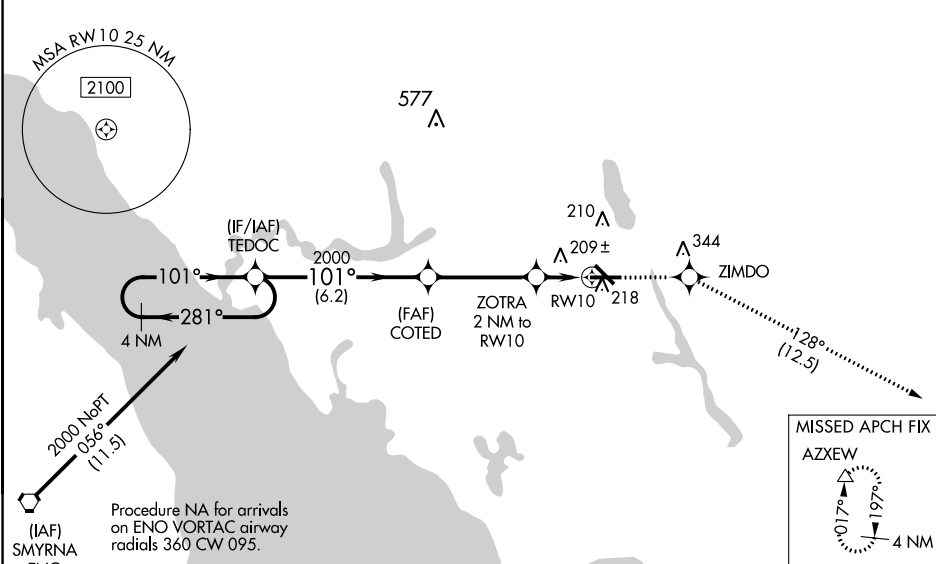 MSA RW10 25 NM
2100
577
(IF/IAF)
TEDOC
2000
101°
101°
(6.2)
281°
4 NM
(FAF)
COTED
ZOTRA
2 NM to
RW10
209 ±
210
RW10
218
344
ZIMDO
128°
(12.5)
2000 NoPT
056°
(11.5)
(IAF)
SMYRNA
Procedure NA for arrivals
on ENO VORTAC airway
radials 360 CW 095.
MISSED APCH FIX
AZXEW
017°
197°
4 NM